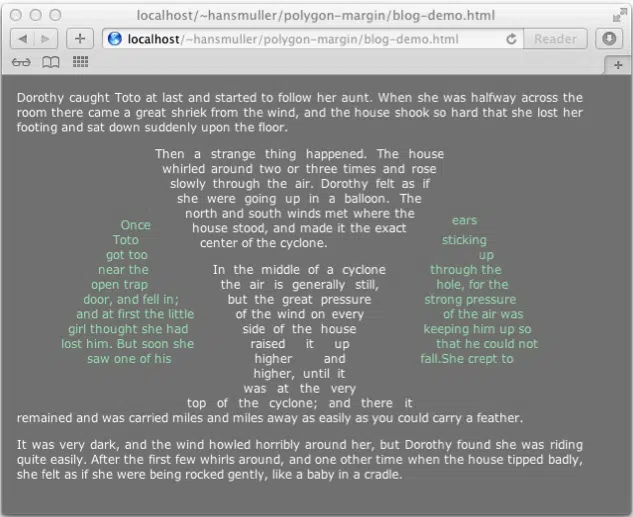 localhost/~hansmuller/polygon-margin/blog-demo.html
localhost/~hansmuller/polygon-margin/blog-demo.html
Reader
Dorothy caught Toto at last and started to follow her aunt. When she was halfway across the
room there came a great shriek from the wind, and the house shook so hard that she lost her
footing and sat down suddenly upon the floor.
Then a strange thing happened. The house
whirled around two or three times and rose
slowly through the air. Dorothy felt as if
she were going up in a balloon. The
north and south winds met where the
house stood, and made it the exact
center of the cyclone.
Once
Toto
got too
near the
open trap
door, and fell in;
and at first the little
girl thought she had
lost him. But soon she
saw one of his
ears
sticking
up
through the
hole, for the
strong pressure
of the air was
keeping him up so
that he could not
fall.She crept to
In the middle of a cyclone
the air is generally still,
but the great pressure
of the wind on every
side of the house
raised it up
higher and
higher, until it
was at the very
top of the cyclone; and there it
remained and was carried miles and miles away as easily as you could carry a feather.
It was very dark, and the wind howled horribly around her, but Dorothy found she was riding
quite easily. After the first few whirls around, and one other time when the house tipped badly,
she felt as if she were being rocked gently, like a baby in a cradle.